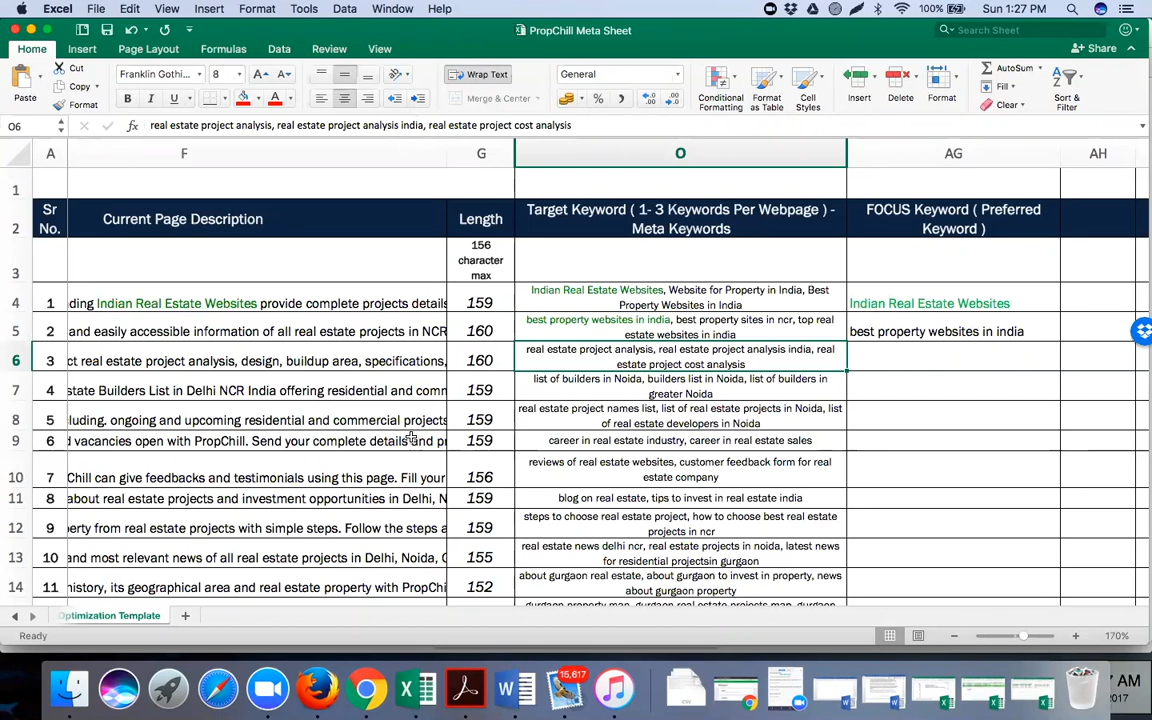 Excel File Edit View Insert Format Tools Data Window Help 100% Sun 1:27 PM
PropChill Meta Sheet Search Sheet
Home Insert Page Layout Formulas Data Review View Share
Paste Cut Copy Format
Franklin Gothi... 8 A A
B I U A
Wrap Text
Merge & Center
General
%
Conditional Formatting
Format as Table
Cell Styles
Insert Delete Format
AutoSum
Fill
Clear
Sort & Filter
O6 fx real estate project analysis, real estate project analysis india, real estate project cost analysis
A F G O AG AH
1
2 Sr No. Current Page Description Length Target Keyword ( 1- 3 Keywords Per Webpage ) - Meta Keywords FOCUS Keyword ( Preferred Keyword )
3 156 character max
4 1 ding Indian Real Estate Websites provide complete projects details 159 Indian Real Estate Websites, Website for Property in India, Best Property Websites in India Indian Real Estate Websites
5 2 and easily accessible information of all real estate projects in NCR 160 best property websites in india, best property sites in ncr, top real estate websites in india best property websites in india
6 3 ct real estate project analysis, design, buildup area, specifications, 160 real estate project analysis, real estate project analysis india, real estate project cost analysis
7 4 state Builders List in Delhi NCR India offering residential and comm 159 list of builders in Noida, builders list in Noida, list of builders in greater Noida
8 5 luding. ongoing and upcoming residential and commercial projects 159 real estate project names list, list of real estate projects in Noida, list of real estate developers in Noida
9 6 d vacancies open with PropChill. Send your complete details and pr 159 career in real estate industry, career in real estate sales
10 7 Chill can give feedbacks and testimonials using this page. Fill your 156 reviews of real estate websites, customer feedback form for real estate company
11 8 about real estate projects and investment opportunities in Delhi, N 159 blog on real estate, tips to invest in real estate india
12 9 perty from real estate projects with simple steps. Follow the steps a 159 steps to choose real estate project, how to choose best real estate projects in ncr
13 10 and most relevant news of all real estate projects in Delhi, Noida, G 155 real estate news delhi ncr, real estate projects in noida, latest news for residential projectsin gurgaon
14 11 history, its geographical area and real estate property with PropChi 152 about gurgaon real estate, about gurgaon to invest in property, news about gurgaon property
gurgaon property map, gurgaon real estate projects map, gurgaon
Optimization Template
Ready 170%
15,617
7 AM
2017